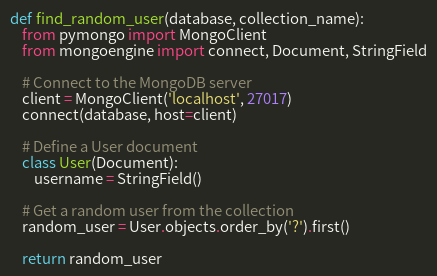 def find_random_user(database, collection_name):
    from pymongo import MongoClient
    from mongoengine import connect, Document, StringField

    # Connect to the MongoDB server
    client = MongoClient('localhost', 27017)
    connect(database, host=client)

    # Define a User document
    class User(Document):
        username = StringField()

    # Get a random user from the collection
    random_user = User.objects.order_by('?').first()

    return random_user